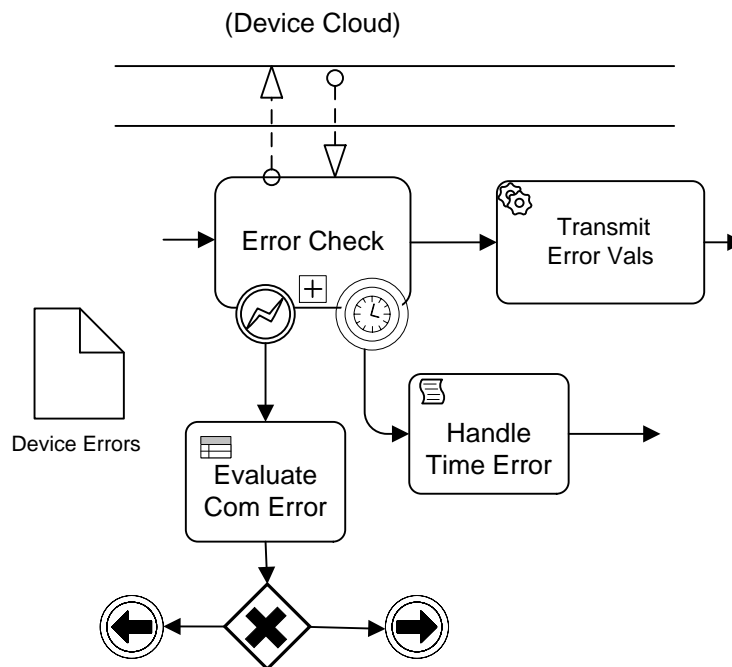 (Device Cloud)
Error Check
Transmit
Error Vals
Device Errors
Handle
Time Error
Evaluate
Com Error